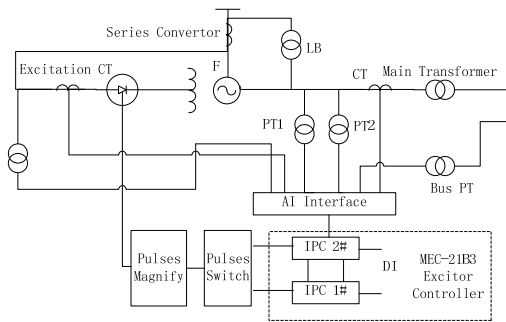 Series Convertor
LB
Excitation CT
F
CT
Main Transformer
PT1
PT2
Bus PT
AI Interface
Pulses
Magnify
Pulses
Switch
IPC 2#
IPC 1#
DI
MEC-21B3
Excitor
Controller